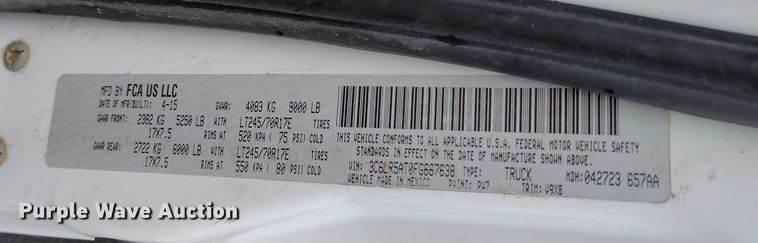 MFD BY FCA US LLC
DATE OF MFR(BUILT): 4-15 GVWR: 4083 KG 9000 LB
GAWR FRONT: 2382 KG 5250 LB WITH LT245/70R17E TIRES
17X7.5 RIMS AT 520 KPA ( 75 PSI) COLD
GAWR REAR: 2722 KG 6000 LB WITH LT245/70R17E TIRES
17X7.5 RIMS AT 550 KPA ( 80 PSI) COLD
THIS VEHICLE CONFORMS TO ALL APPLICABLE U.S.A. FEDERAL MOTOR VEHICLE SAFETY
STANDARDS IN EFFECT ON THE DATE OF MANUFACTURE SHOWN ABOVE
VIN: 3C6LR5AT0FG667638 TYPE: TRUCK MDH:042723 657AA
VEHICLE MADE IN MEXICO PAINT: PW7 TRIM: V9X8
Purple Wave Auction